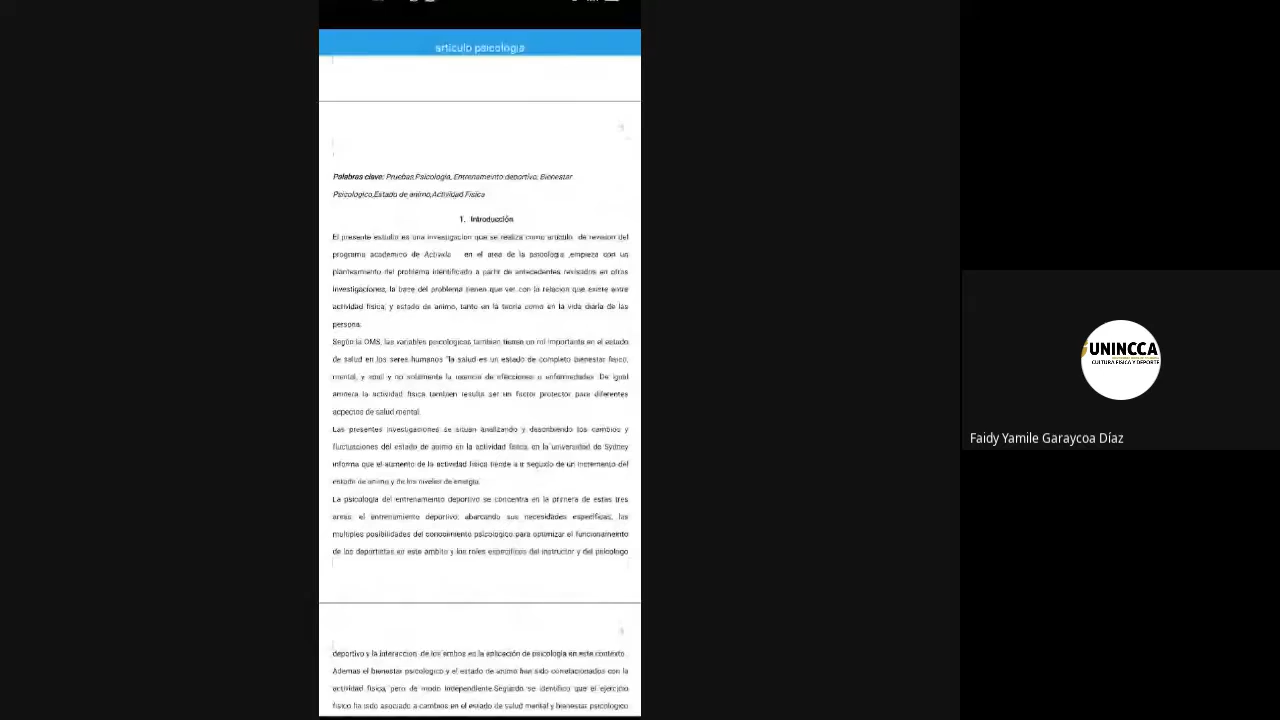 articulo psicologia
Palabras clave: Pruebas,Psicologia, Entrenamiento deportivo, Bienestar
Psicologico,Estado de animo,Actividad Fisica
1. Introducción
El presente estudio es una investigacion que se realiza como articulo de revision del
programa academico de en el area de la psicologia ,empieza con un
planteamiento del problema identificado a partir de antecedentes revisados en otras
investigaciones, la base del problema tienen que ver con la relacion que existe entre
actividad fisica, y estado de animo, tanto en la teoria como en la vida diaria de las
persona.
Según la OMS, las variables psicologicas tambien tienen un rol importante en el estado
de salud en los seres humanos "la salud es un estado de completo bienestar fisico,
mental, y y no solamente la de afecciones o enfermedades. De igual
la actividad fisica tambien resulta ser un factor protector para diferentes
aspectos de salud mental.
Las presentes investigaciones se situan analizando y describiendo los cambios y
fluctuaciones del estado de animo en la actividad fisica, en la universidad de Sydney
informa que el aumento de la actividad fisica tiende a ir seguido de un incremento del
estado de animo y de los niveles de energia.
La psicologia del entrenamiento deportivo se concentra en la primera de estas tres
areas: el entrenamiento deportivo; abarcando sus necesidades especificas, las
multiples posibilidades del conocimiento psicologico para optimizar el funcionamiento
de los deportistas en este ambito y los roles especificos del instructor y del psicologo
deportivo y la interaccion de los ambos en la aplicación de psicologia en este contexto.
Ademas el bienestar psicologico y el estado de animo han sido correlacionados con la
actividad fisica, pero de modo independiente.Segundo se identifico que el ejercicio
fisico ha sido asociado a cambios en el estado de salud mental y bienestar psicologico
UNINCCA
CULTURA FISICA Y DEPORTE
Faidy Yamile Garaycoa Díaz